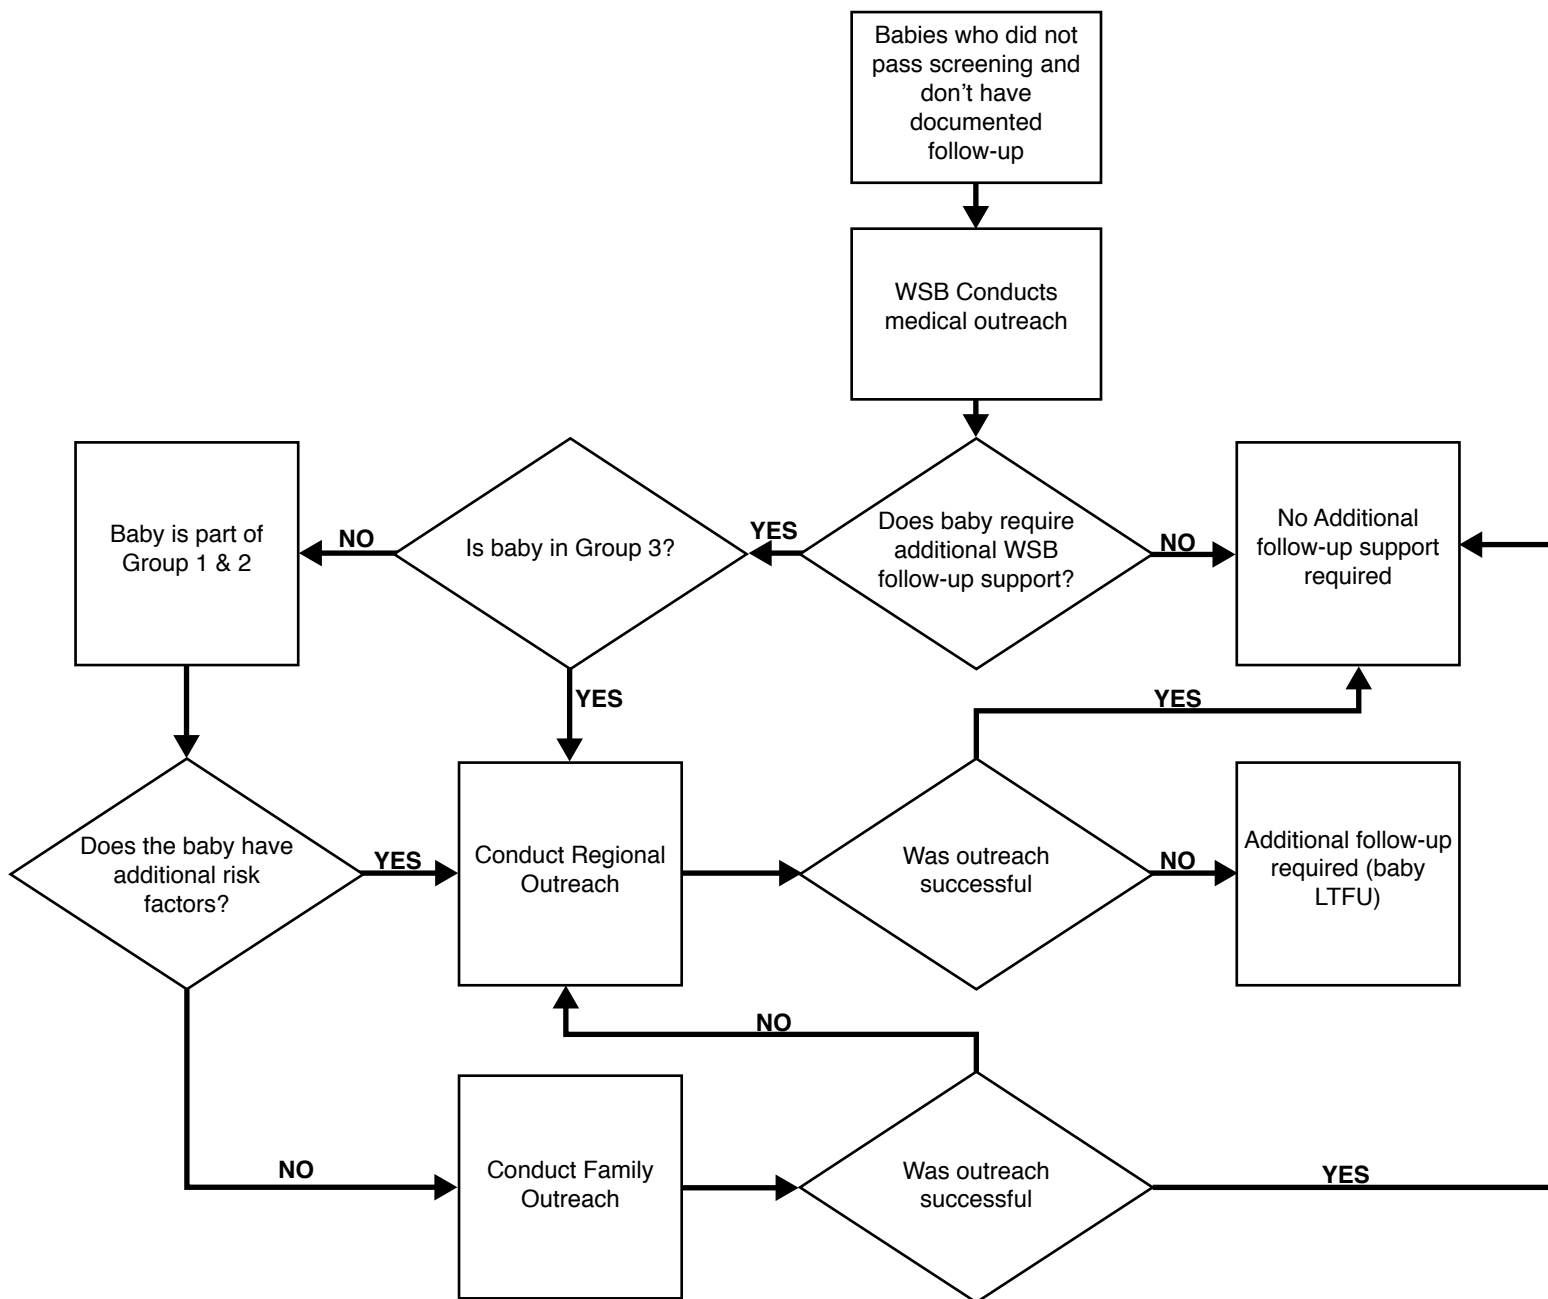 Babies who did not
pass screening and
don't have
documented
follow-up
WSB Conducts
medical outreach
Baby is part of
Group 1 & 2
NO
Is baby in Group 3?
YES
Does baby require
additional WSB
follow-up support?
NO
No Additional
follow-up support
required
YES
YES
Does the baby have
additional risk
factors?
YES
Conduct Regional
Outreach
Was outreach
successful
NO
Additional follow-up
required (baby
LTFU)
NO
NO
Conduct Family
Outreach
Was outreach
successful
YES